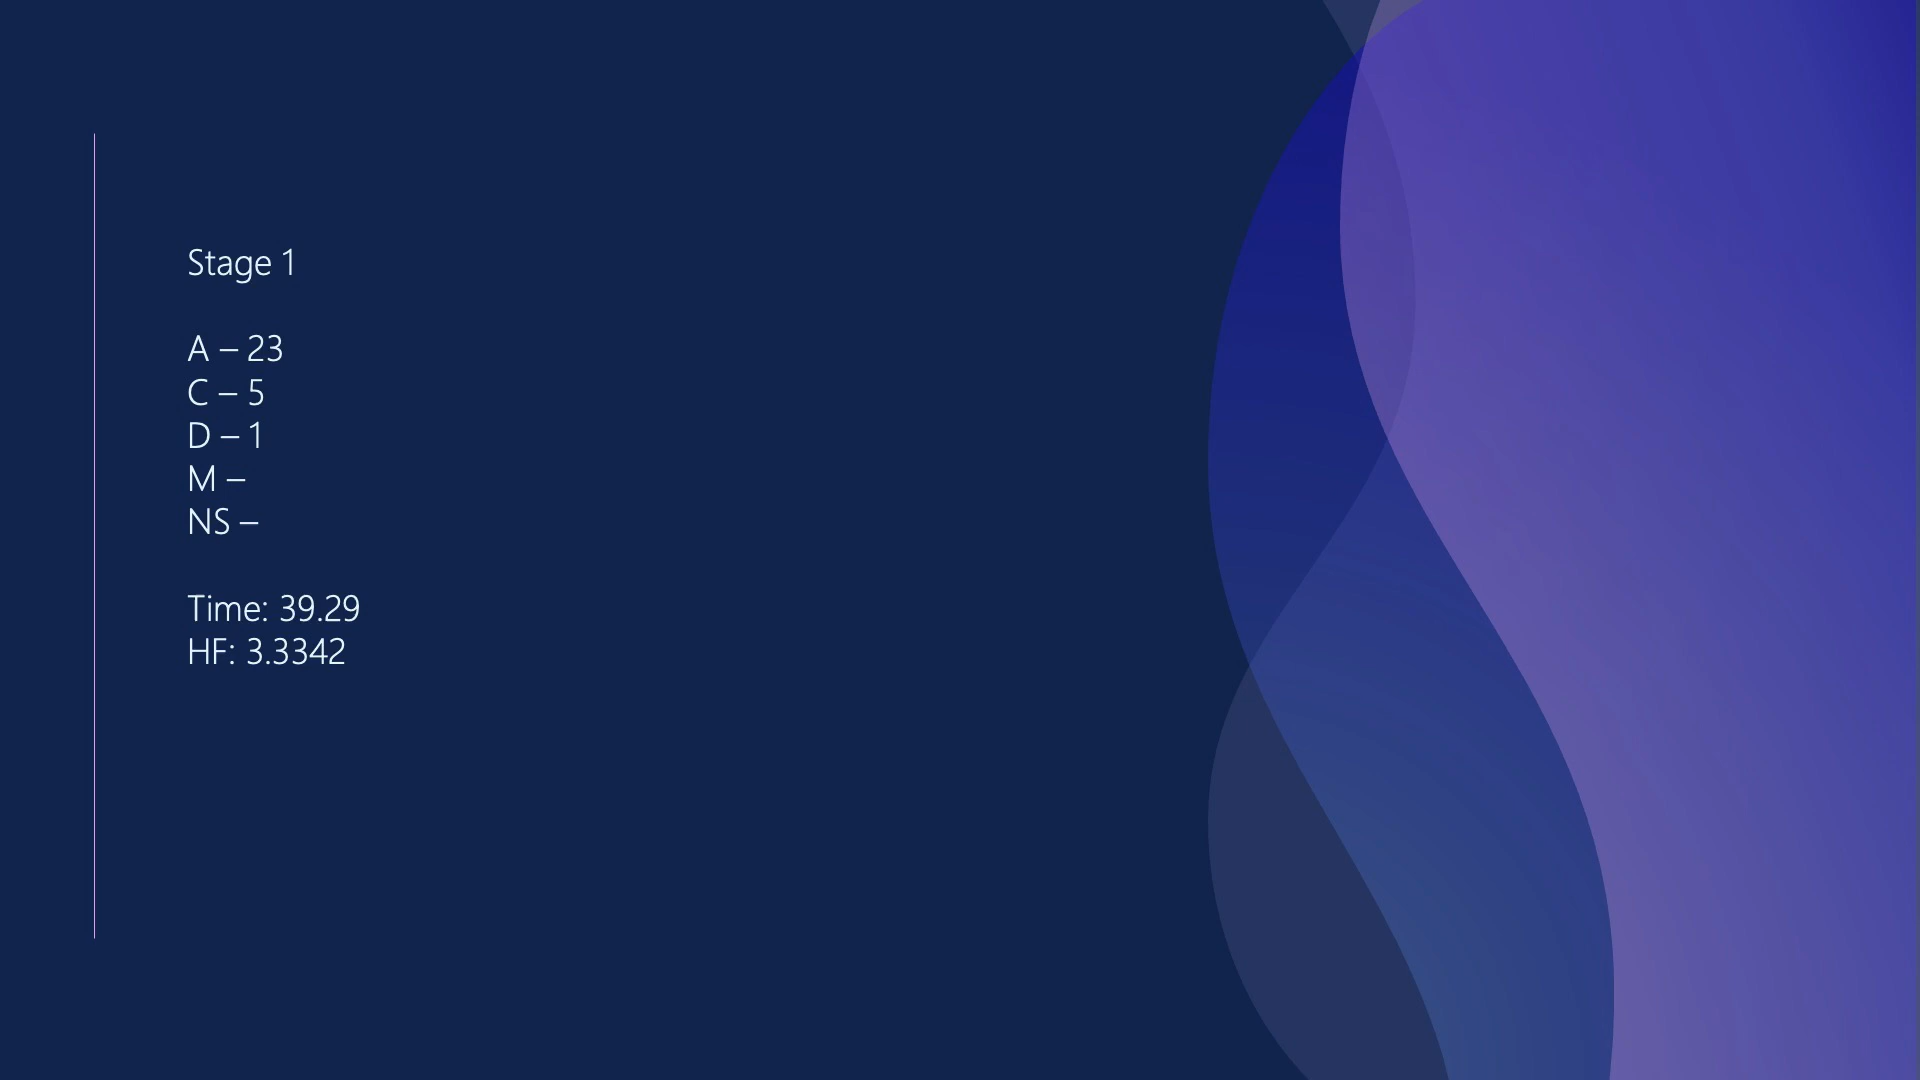 Stage 1
A – 23
C – 5
D – 1
M –
NS –
Time: 39.29
HF: 3.3342